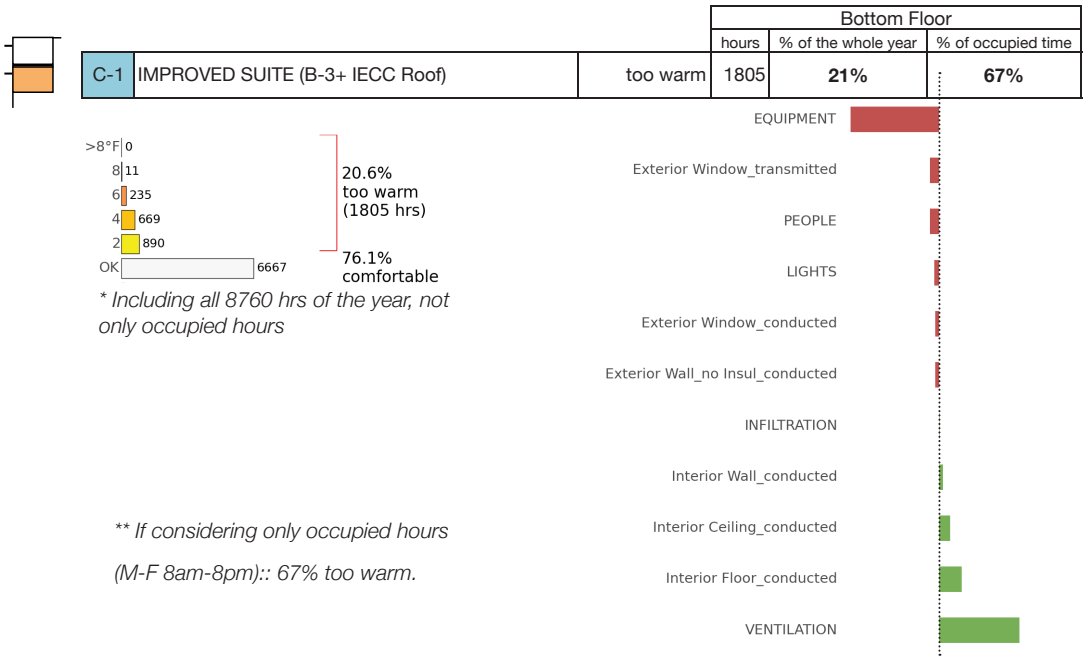 Bottom Floor
hours % of the whole year % of occupied time
C-1 IMPROVED SUITE (B-3+ IECC Roof) too warm 1805 21% 67%
>8°F 0
8 11
6 235
4 669
2 890
OK 6667
20.6%
too warm
(1805 hrs)
76.1%
comfortable
* Including all 8760 hrs of the year, not
only occupied hours
** If considering only occupied hours
(M-F 8am-8pm):: 67% too warm.
EQUIPMENT
Exterior Window_transmitted
PEOPLE
LIGHTS
Exterior Window_conducted
Exterior Wall_no Insul_conducted
INFILTRATION
Interior Wall_conducted
Interior Ceiling_conducted
Interior Floor_conducted
VENTILATION